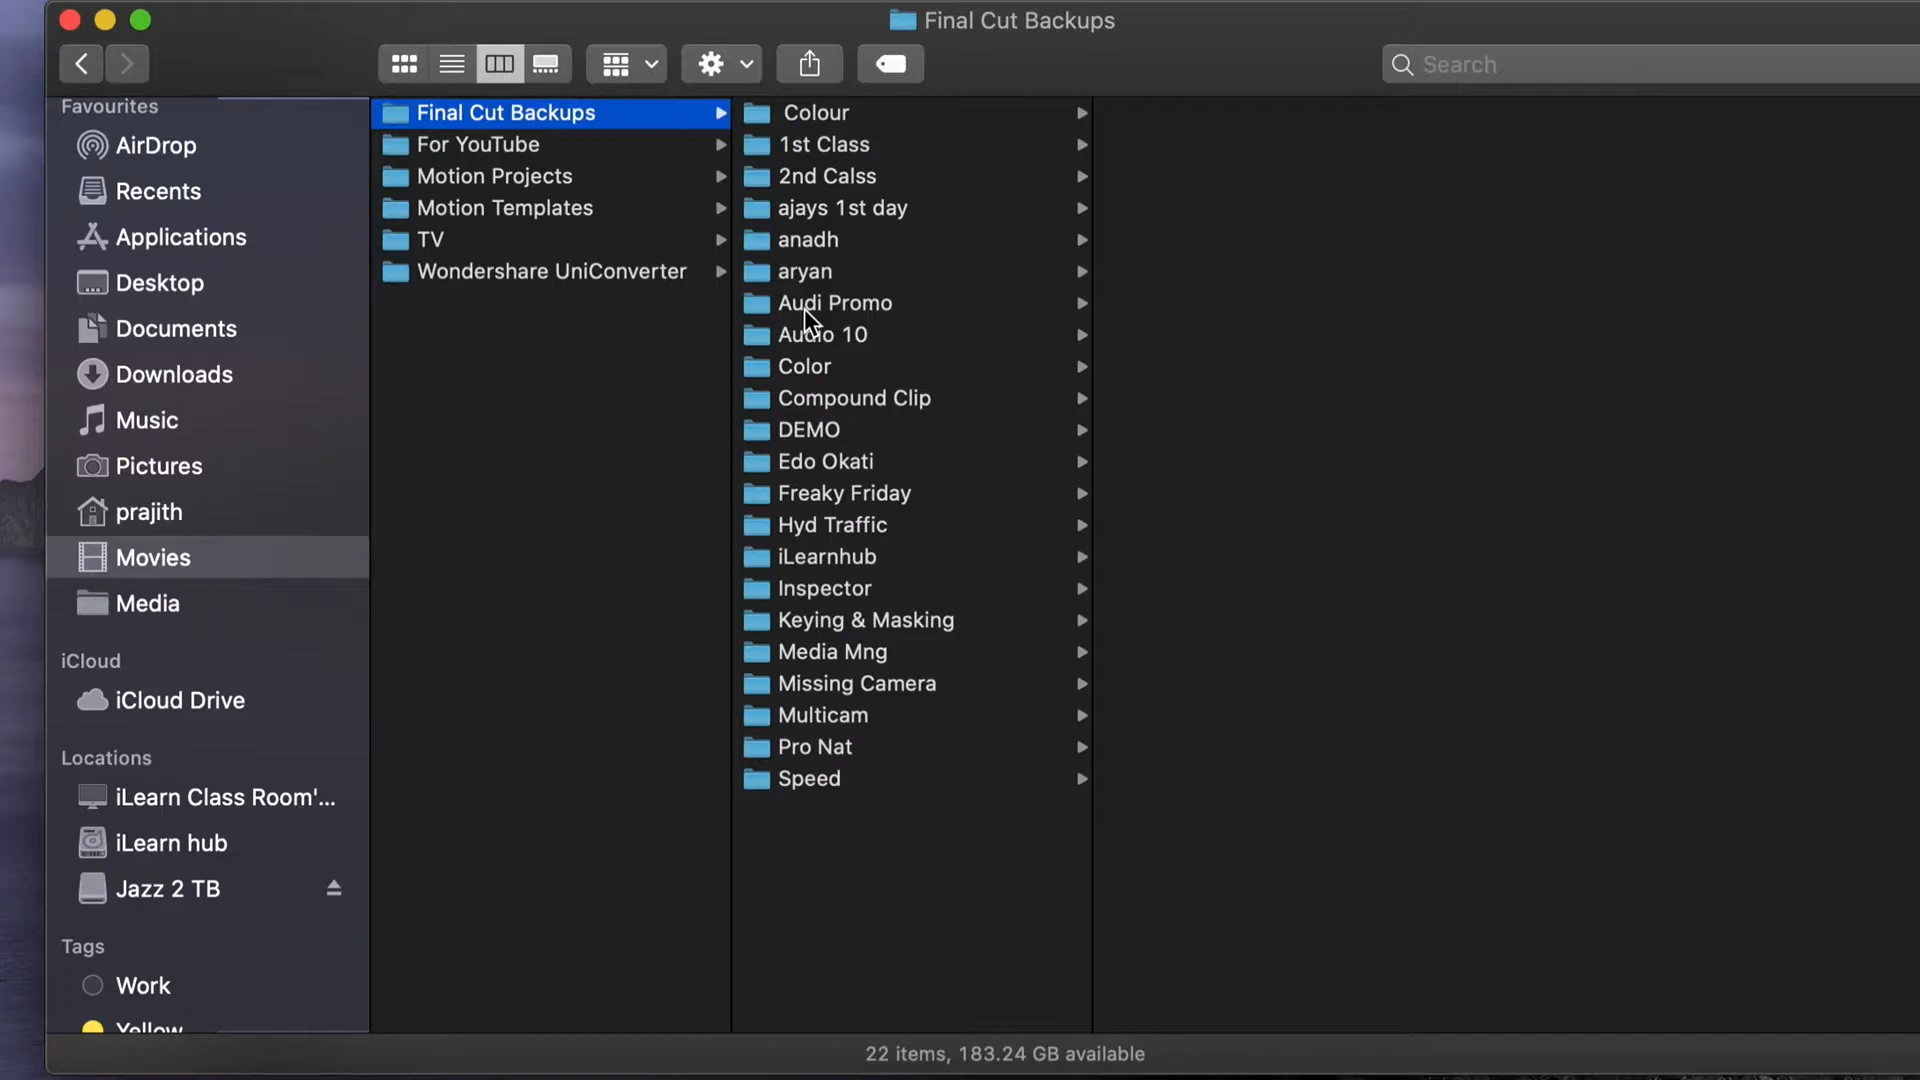 Final Cut Backups
Search
Favourites
AirDrop
Recents
Applications
Desktop
Documents
Downloads
Music
Pictures
prajith
Movies
Media
iCloud
iCloud Drive
Locations
iLearn Class Room'...
iLearn hub
Jazz 2 TB
Tags
Work
Yellow
Final Cut Backups
For YouTube
Motion Projects
Motion Templates
TV
Wondershare UniConverter
Colour
1st Class
2nd Calss
ajays 1st day
anadh
aryan
Audi Promo
Audio 10
Color
Compound Clip
DEMO
Edo Okati
Freaky Friday
Hyd Traffic
iLearnhub
Inspector
Keying & Masking
Media Mng
Missing Camera
Multicam
Pro Nat
Speed
22 items, 183.24 GB available